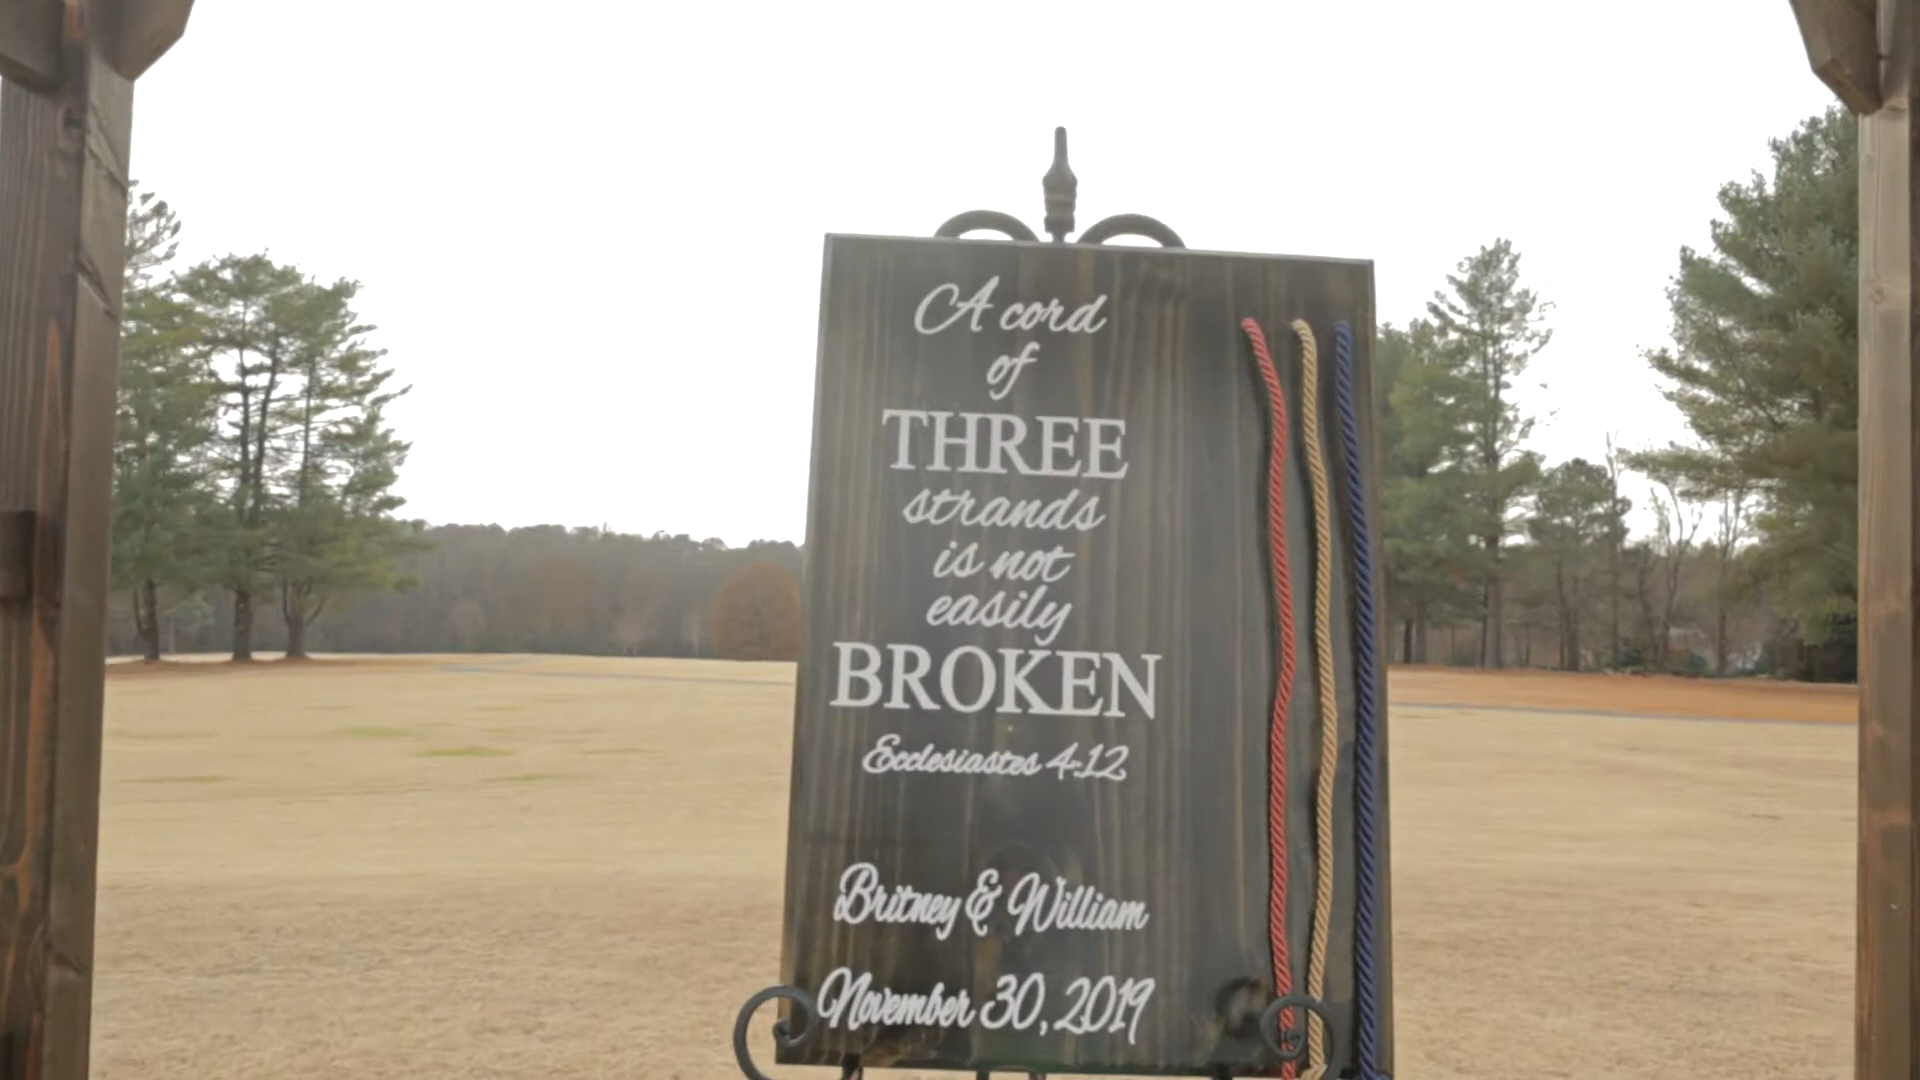 A cord
of
THREE
strands
is not
easily
BROKEN
Ecclesiastes 4-12
Britney & William
November 30, 2019